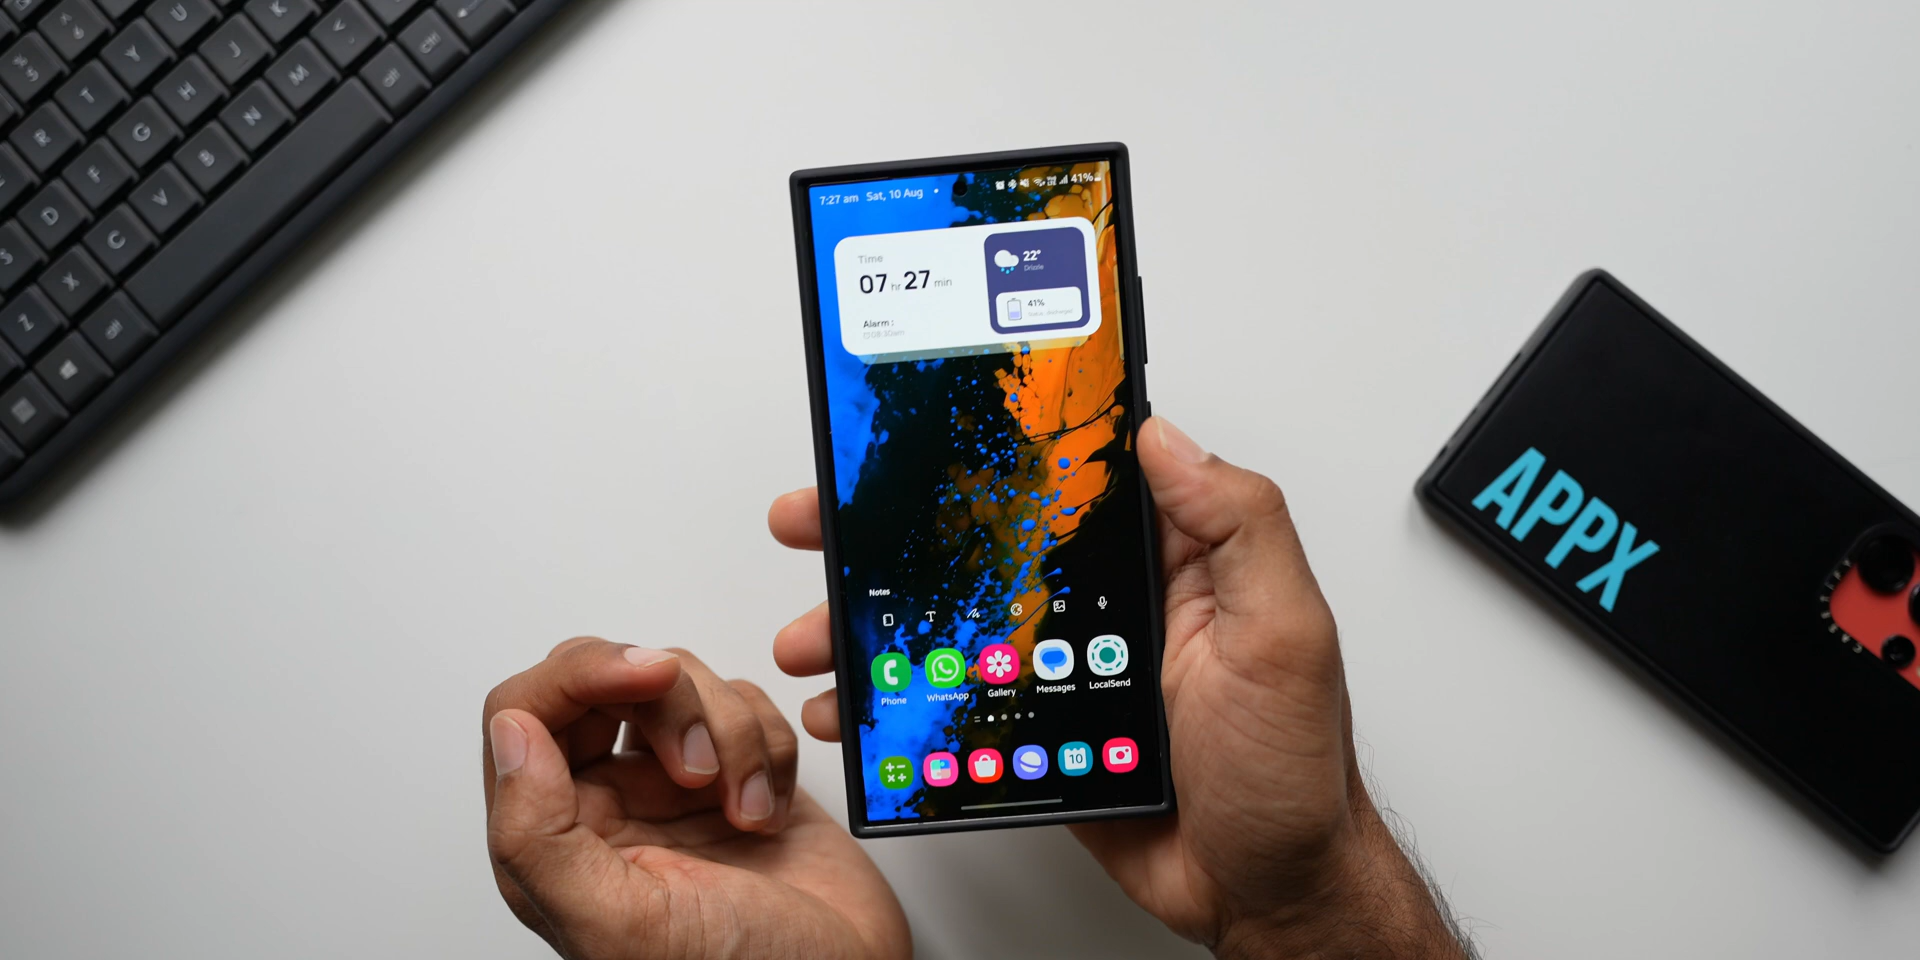 7:27 am Sat, 10 Aug
41%
Time
07 hr 27 min
Alarm :
22°
Drizzle
41%
Notes
T
Phone
WhatsApp
Gallery
Messages
LocalSend
10
APPX
U
K
Y
J
T
H
M
R
G
N
F
B
D
V
S
C
X
Z